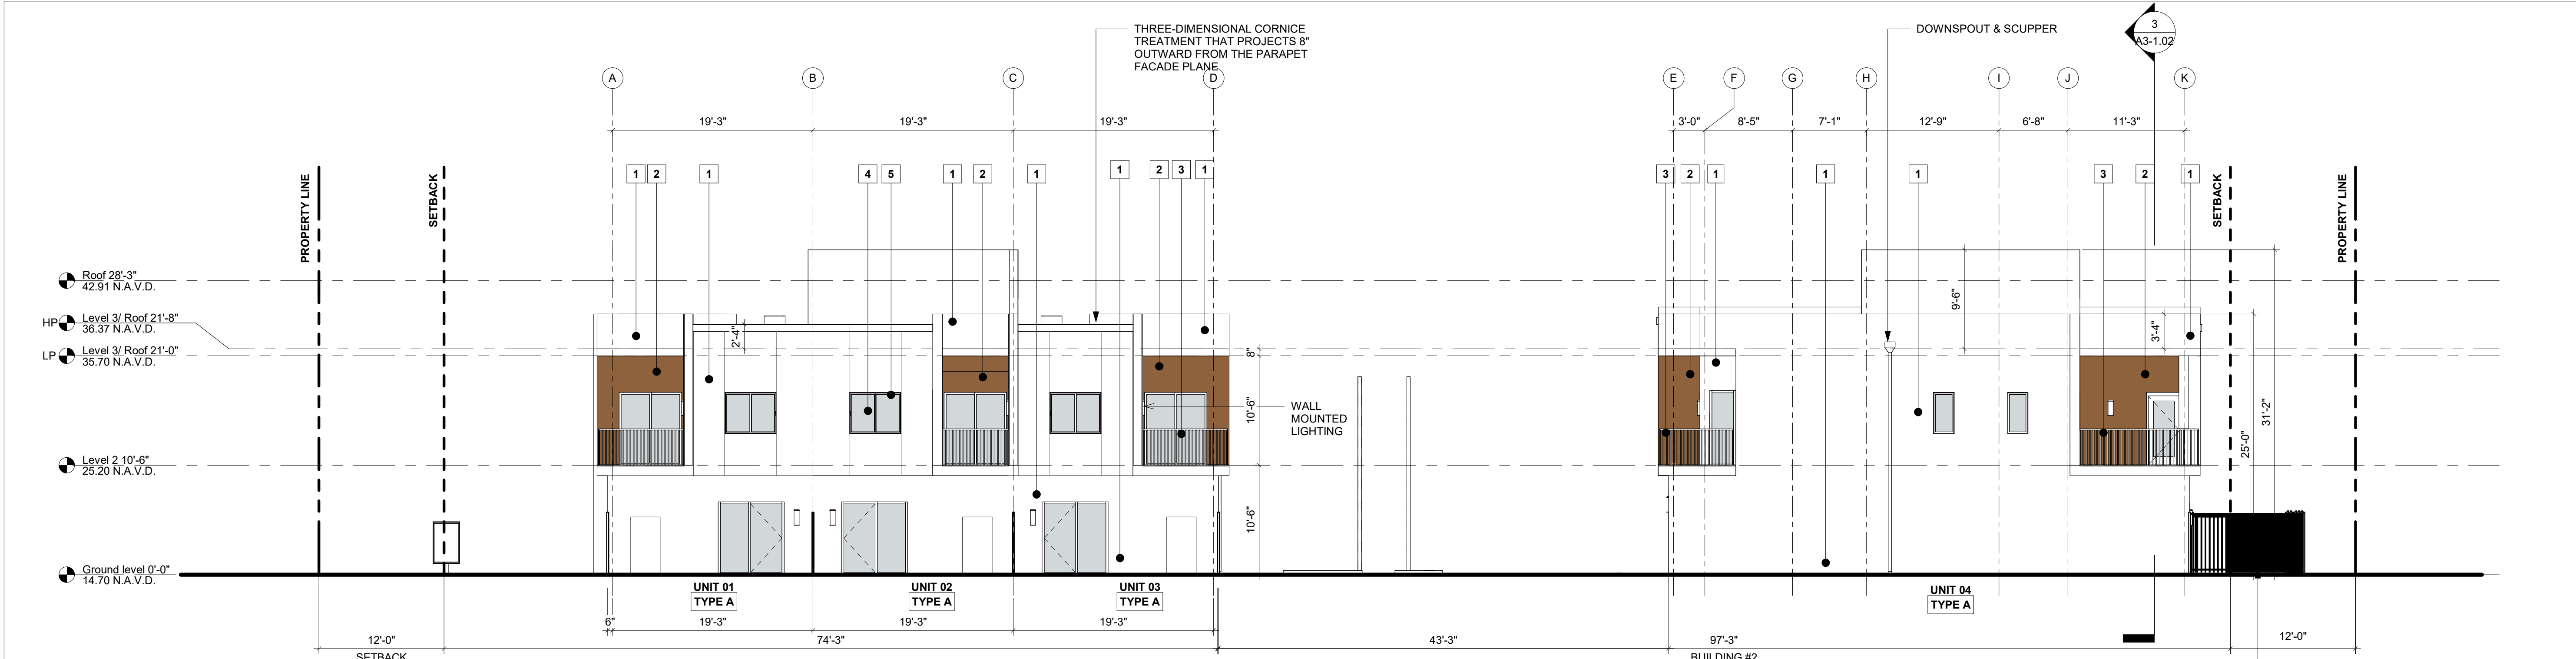 THREE-DIMENSIONAL CORNICE
TREATMENT THAT PROJECTS 8"
OUTWARD FROM THE PARAPET
FACADE PLANE
DOWNSPOUT & SCUPPER
3
A3-1.02
A
B
C
D
E
F
G
H
I
J
K
19'-3"
19'-3"
19'-3"
3'-0"
8'-5"
7'-1"
12'-9"
6'-8"
11'-3"
1
2
1
4
5
1
2
1
1
2
3
1
3
2
1
1
1
3
2
1
PROPERTY LINE
SETBACK
SETBACK
PROPERTY LINE
Roof 28'-3"
42.91 N.A.V.D.
HP
Level 3/ Roof 21'-8"
36.37 N.A.V.D.
LP
Level 3/ Roof 21'-0"
35.70 N.A.V.D.
Level 2 10'-6"
25.20 N.A.V.D.
Ground level 0'-0"
14.70 N.A.V.D.
2'-4"
8"
10'-6"
10'-6"
WALL
MOUNTED
LIGHTING
9'-6"
3'-4"
25'-0"
31'-2"
UNIT 01
TYPE A
UNIT 02
TYPE A
UNIT 03
TYPE A
UNIT 04
TYPE A
6"
19'-3"
19'-3"
19'-3"
12'-0"
74'-3"
43'-3"
97'-3"
12'-0"
SETBACK
BUILDING #2